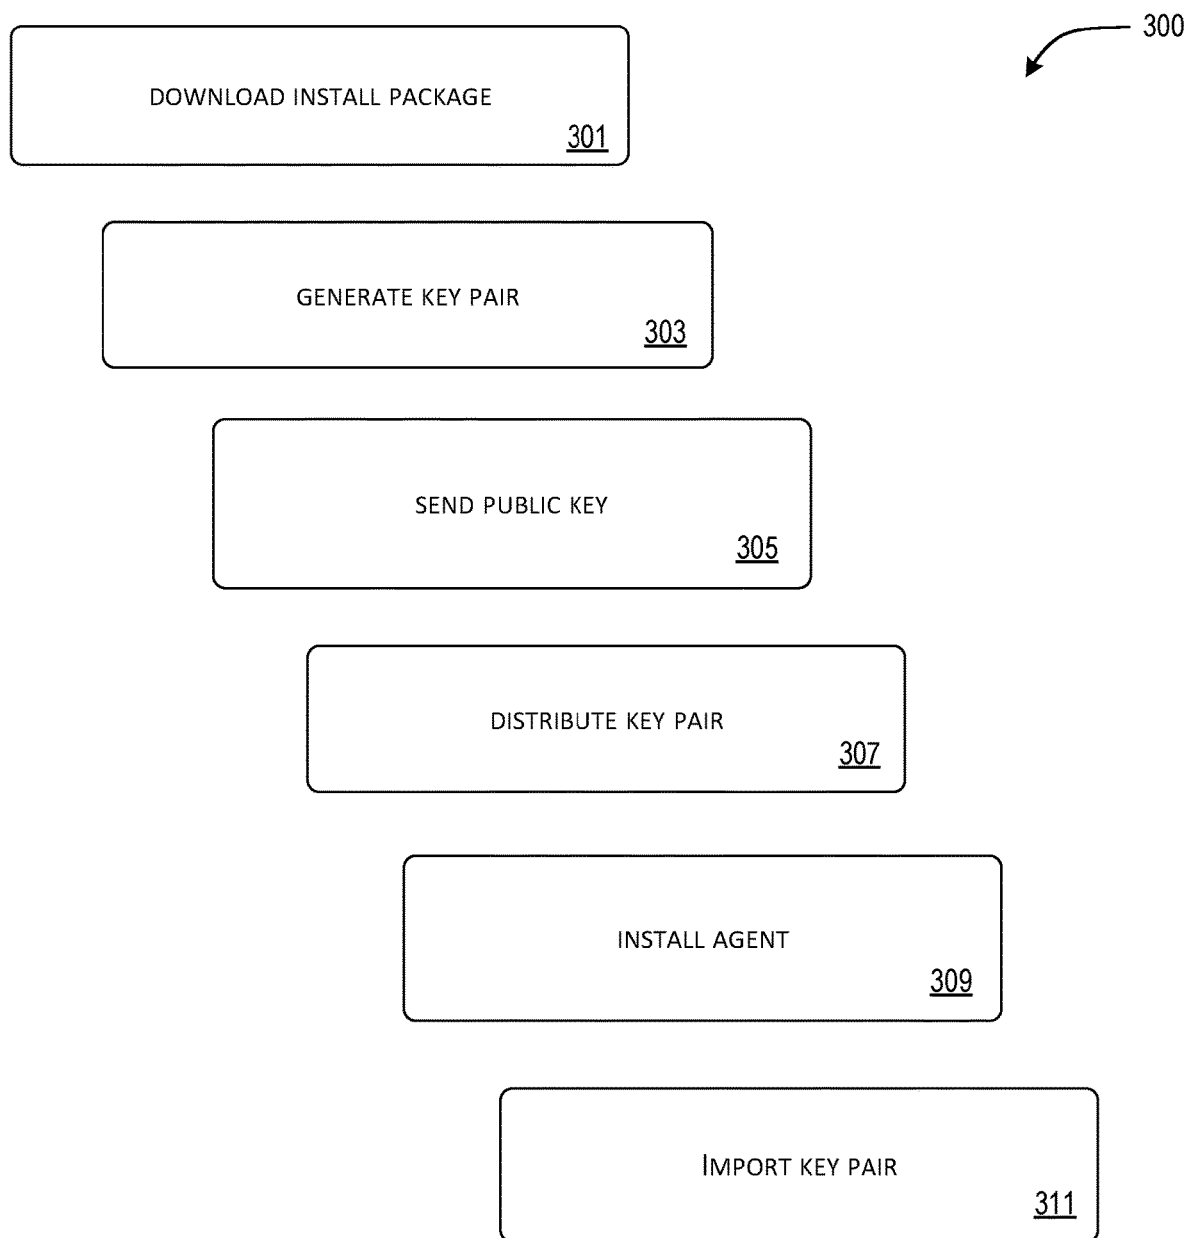 300
DOWNLOAD INSTALL PACKAGE
301
GENERATE KEY PAIR
303
SEND PUBLIC KEY
305
DISTRIBUTE KEY PAIR
307
INSTALL AGENT
309
IMPORT KEY PAIR
311